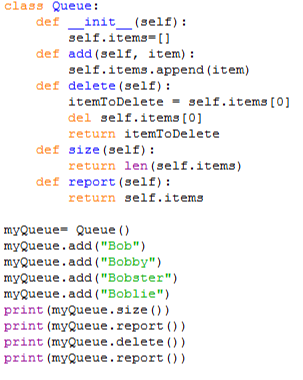 class Queue:
    def __init__(self):
        self.items=[]
    def add(self, item):
        self.items.append(item)
    def delete(self):
        itemToDelete = self.items[0]
        del self.items[0]
        return itemToDelete
    def size(self):
        return len(self.items)
    def report(self):
        return self.items

myQueue= Queue()
myQueue.add("Bob")
myQueue.add("Bobby")
myQueue.add("Bobster")
myQueue.add("Boblie")
print(myQueue.size())
print(myQueue.report())
print(myQueue.delete())
print(myQueue.report())